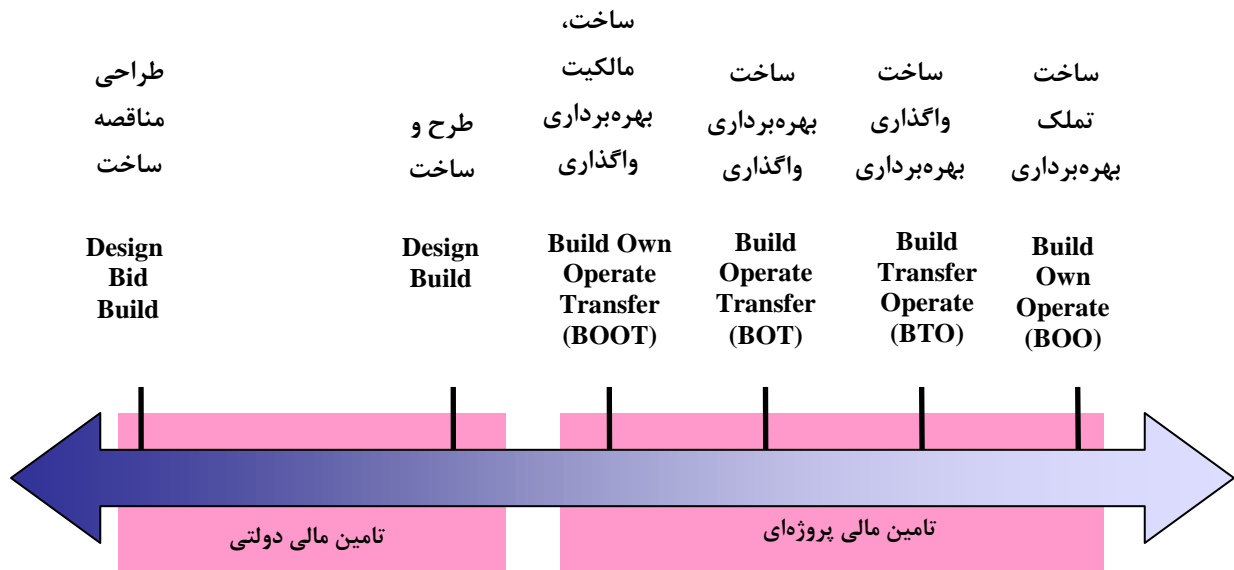 طراحی
مناقصه
ساخت
طرح و
ساخت
ساخت،
مالکیت
بهره‌برداری
واگذاری
ساخت
بهره‌برداری
واگذاری
ساخت
واگذاری
بهره‌برداری
ساخت
تملک
بهره‌برداری
Design
Bid
Build
Design
Build
Build Own
Operate
Transfer
(BOOT)
Build
Operate
Transfer
(BOT)
Build
Transfer
Operate
(BTO)
Build
Own
Operate
(BOO)
تامین مالی دولتی
تامین مالی پروژه‌ای